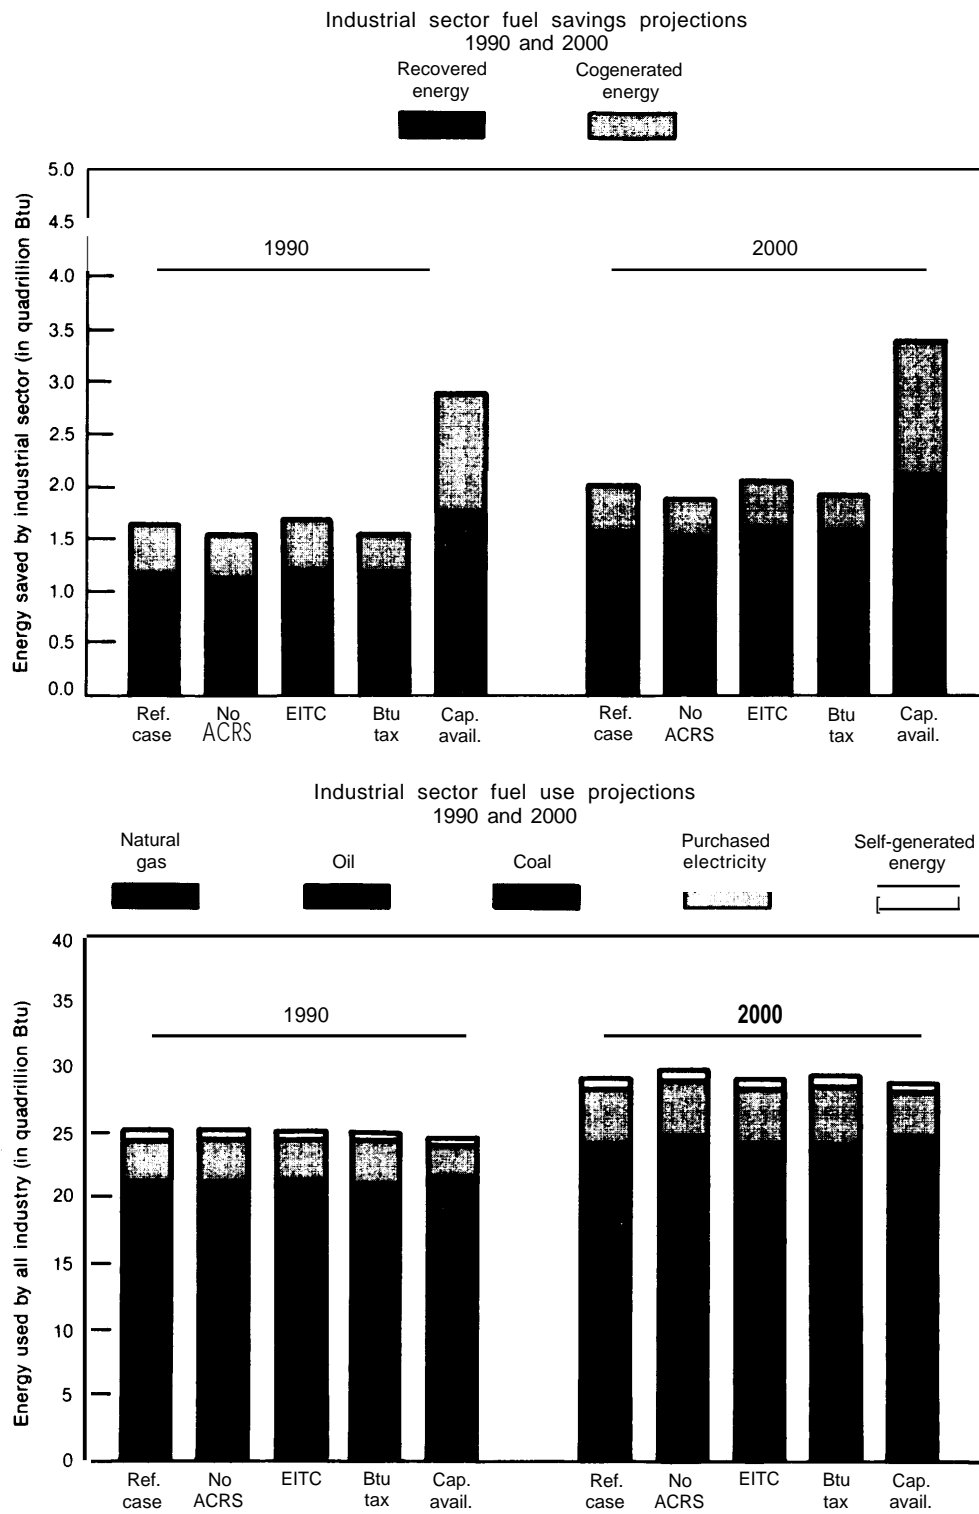 Industrial sector fuel savings projections
1990 and 2000
Recovered energy
Cogenerated energy
Energy saved by industrial sector (in quadrillion Btu)
5.0
4.5
4.0
3.5
3.0
2.5
2.0
1.5
1.0
0.5
0.0
1990
2000
Ref. case
No ACRS
EITC
Btu tax
Cap. avail.
Ref. case
No ACRS
EITC
Btu tax
Cap. avail.
Industrial sector fuel use projections
1990 and 2000
Natural gas
Oil
Coal
Purchased electricity
Self-generated energy
Energy used by all industry (in quadrillion Btu)
40
35
30
25
20
15
10
5
0
1990
2000
Ref. case
No ACRS
EITC
Btu tax
Cap. avail.
Ref. case
No ACRS
EITC
Btu tax
Cap. avail.